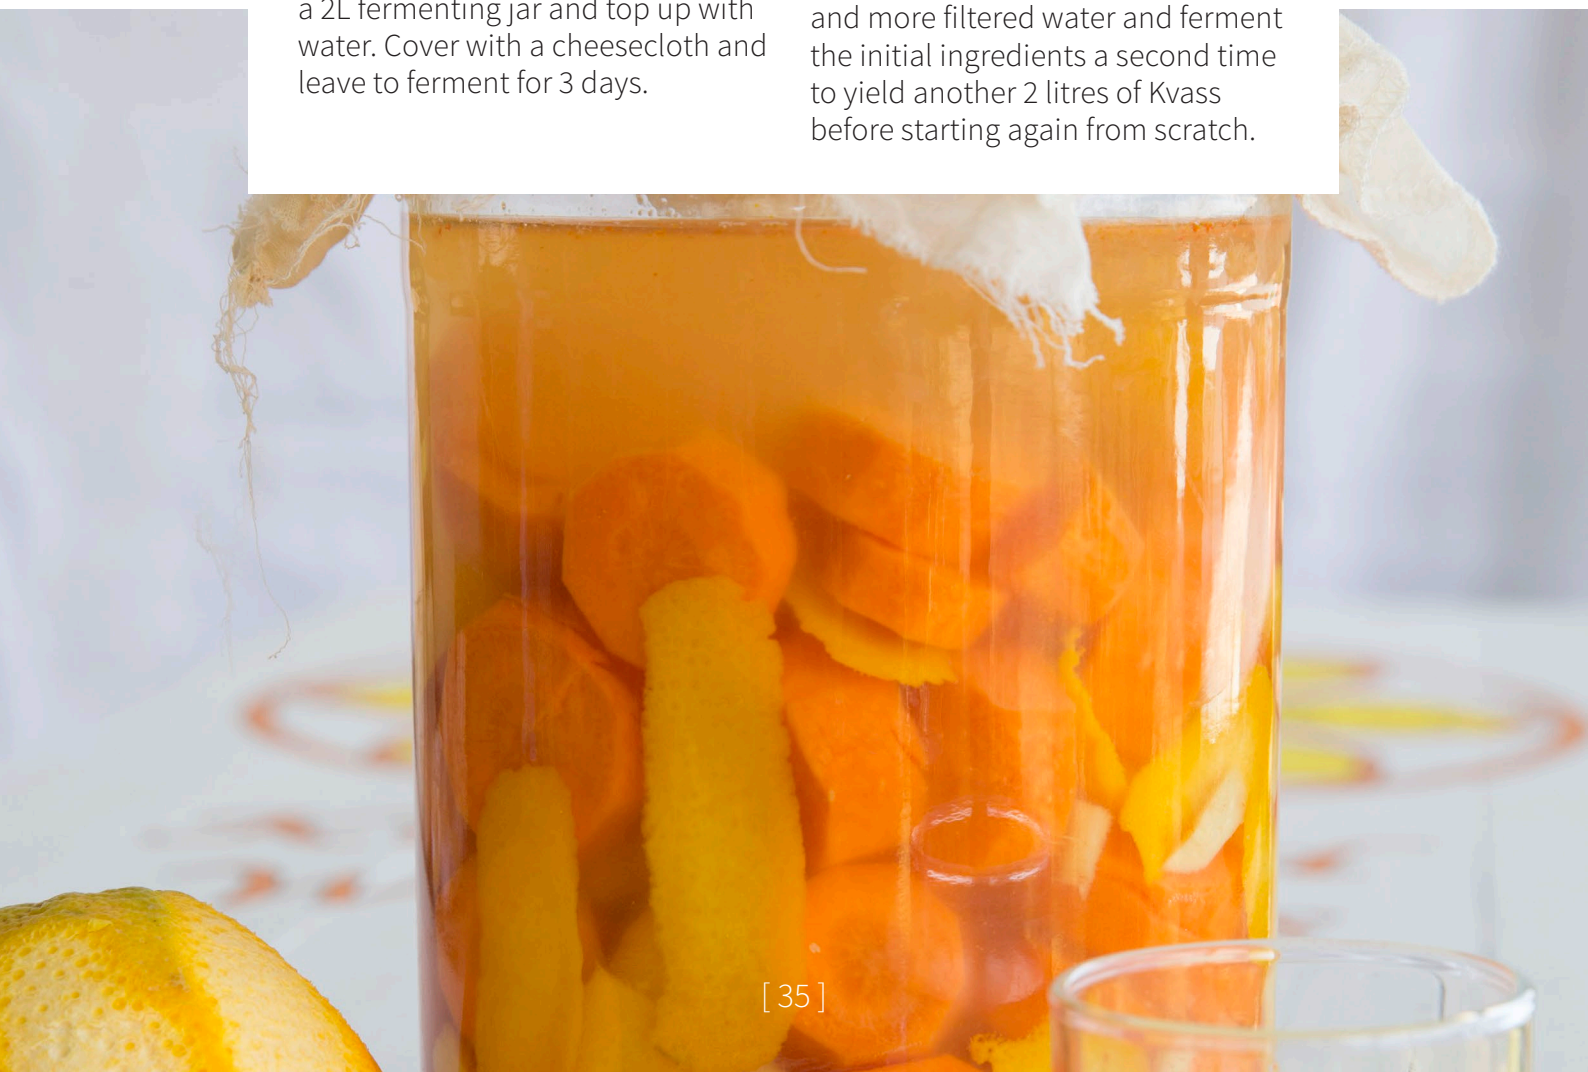 a 2L fermenting jar and top up with
water. Cover with a cheesecloth and
leave to ferment for 3 days.
and more filtered water and ferment
the initial ingredients a second time
to yield another 2 litres of Kvass
before starting again from scratch.
[ 35 ]